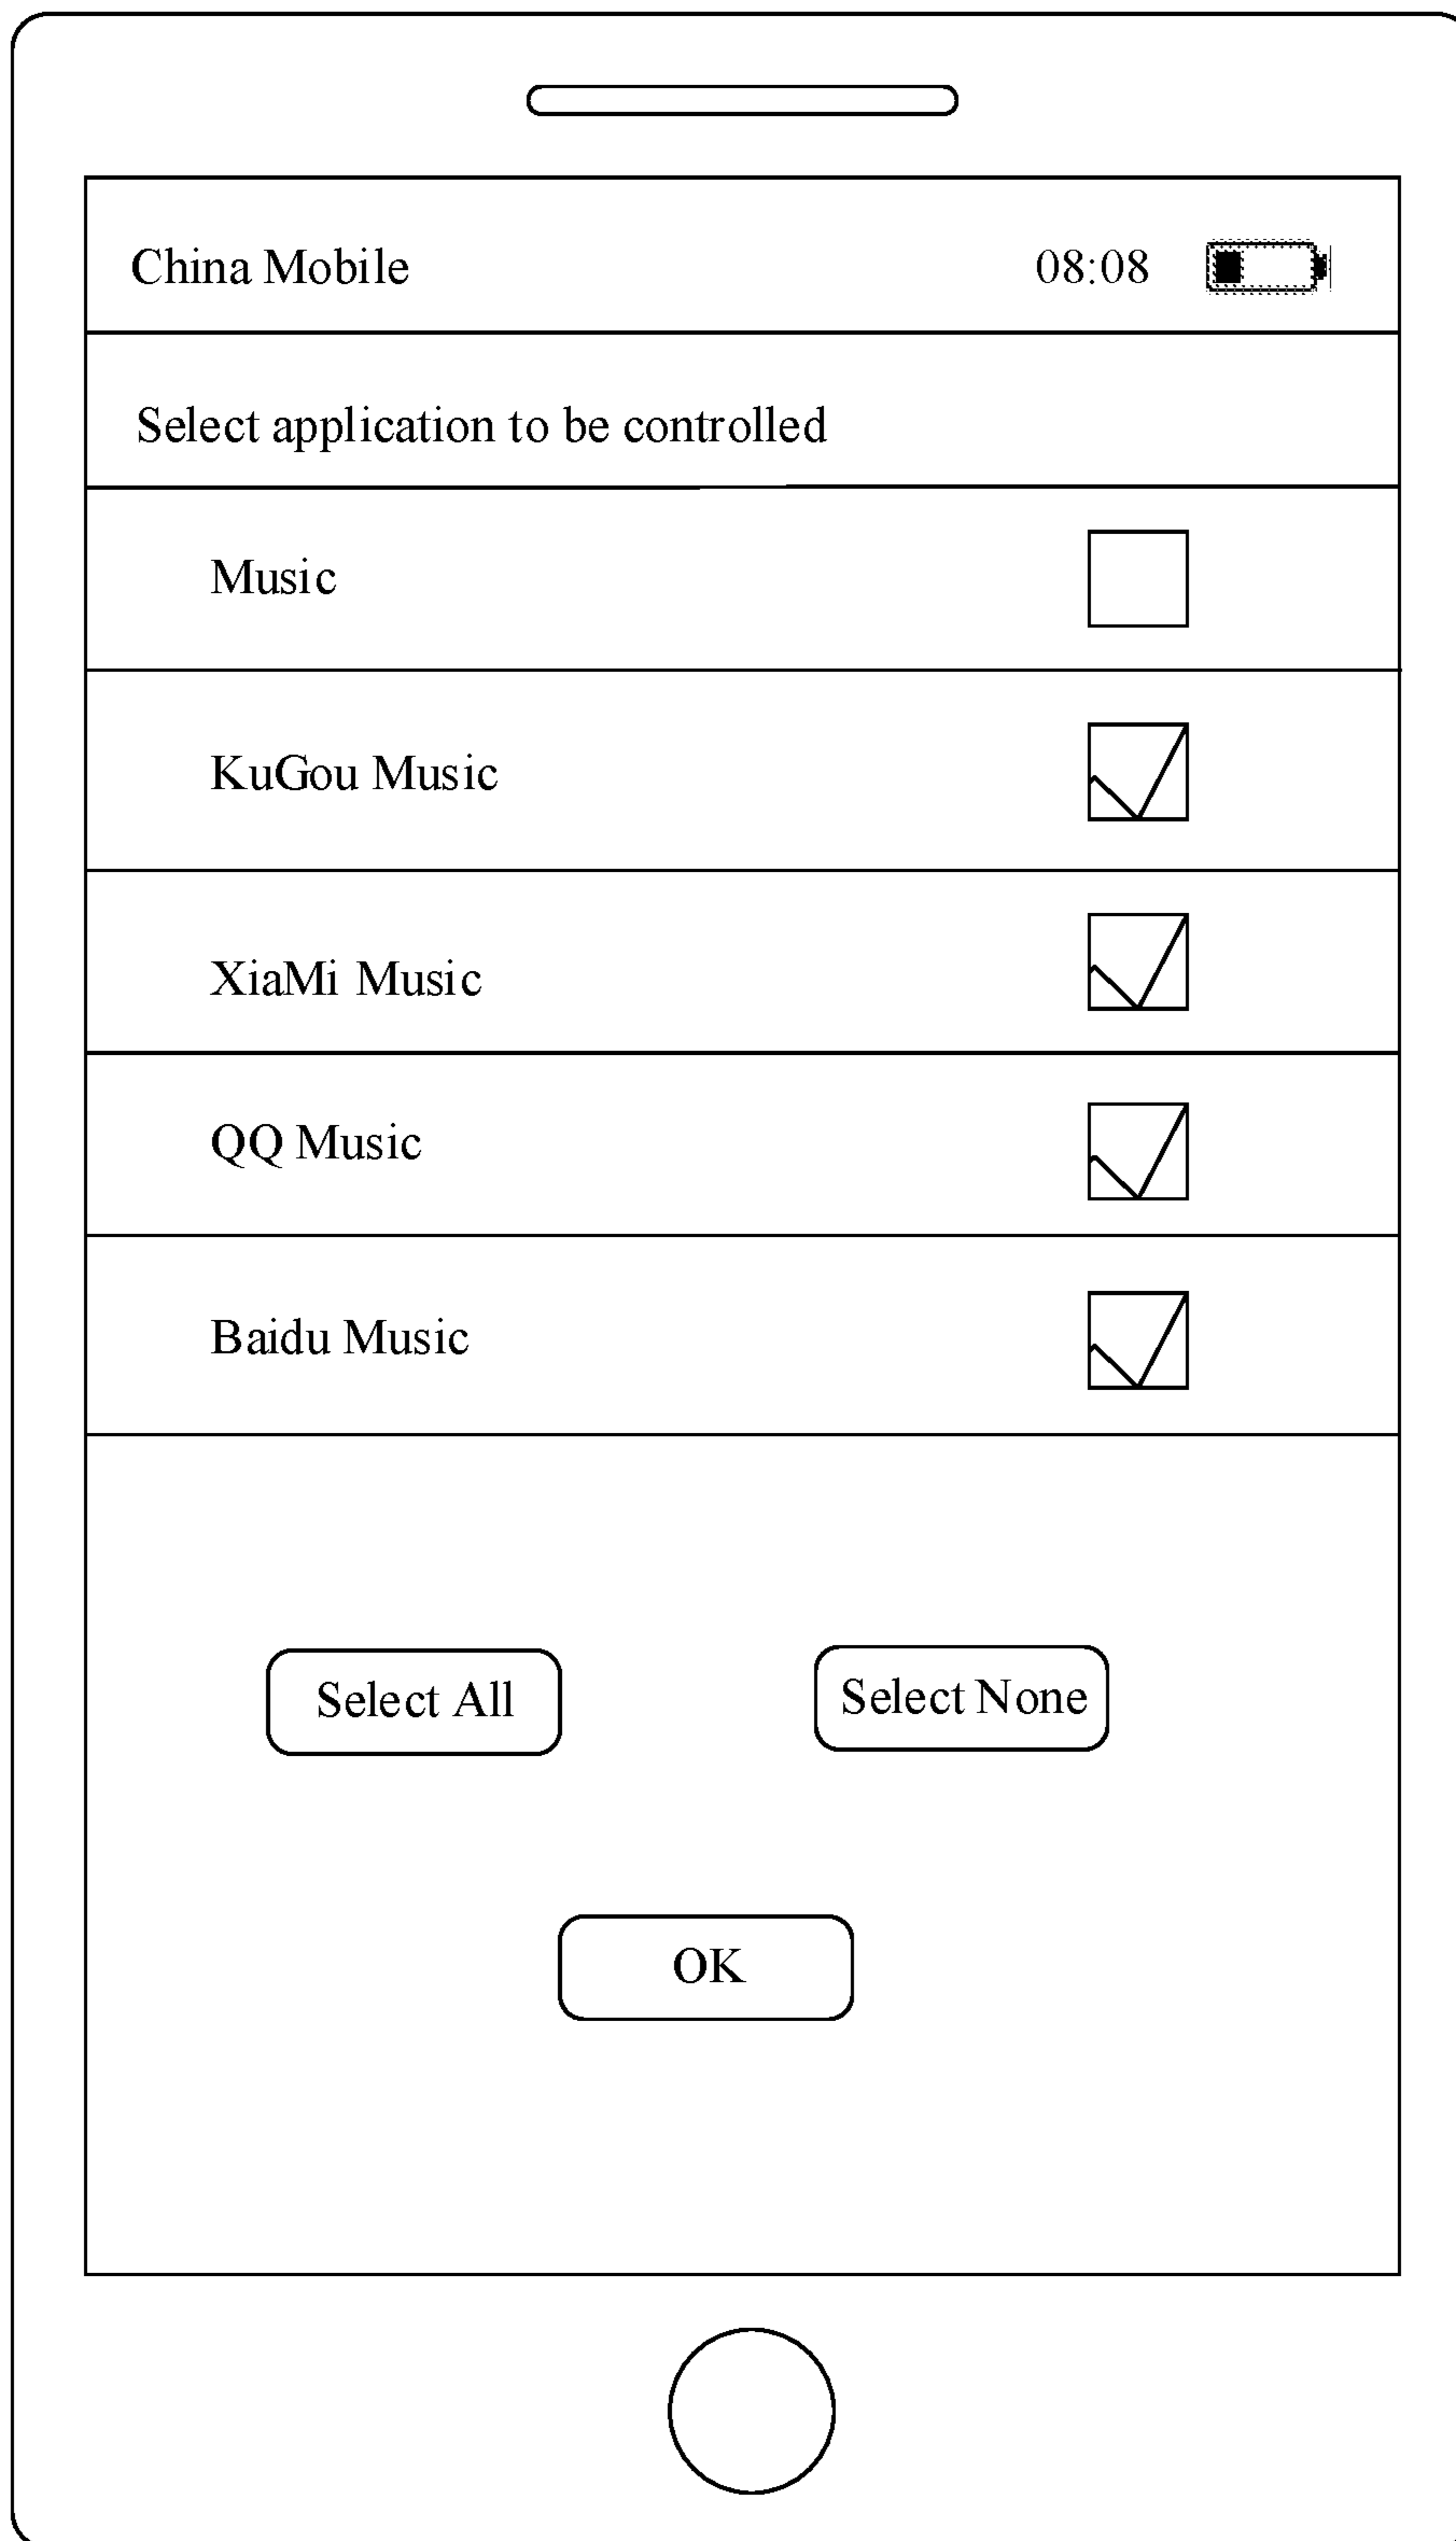 China Mobile 08:08
Select application to be controlled
Music
KuGou Music
XiaMi Music
QQ Music
Baidu Music
Select All Select None
OK